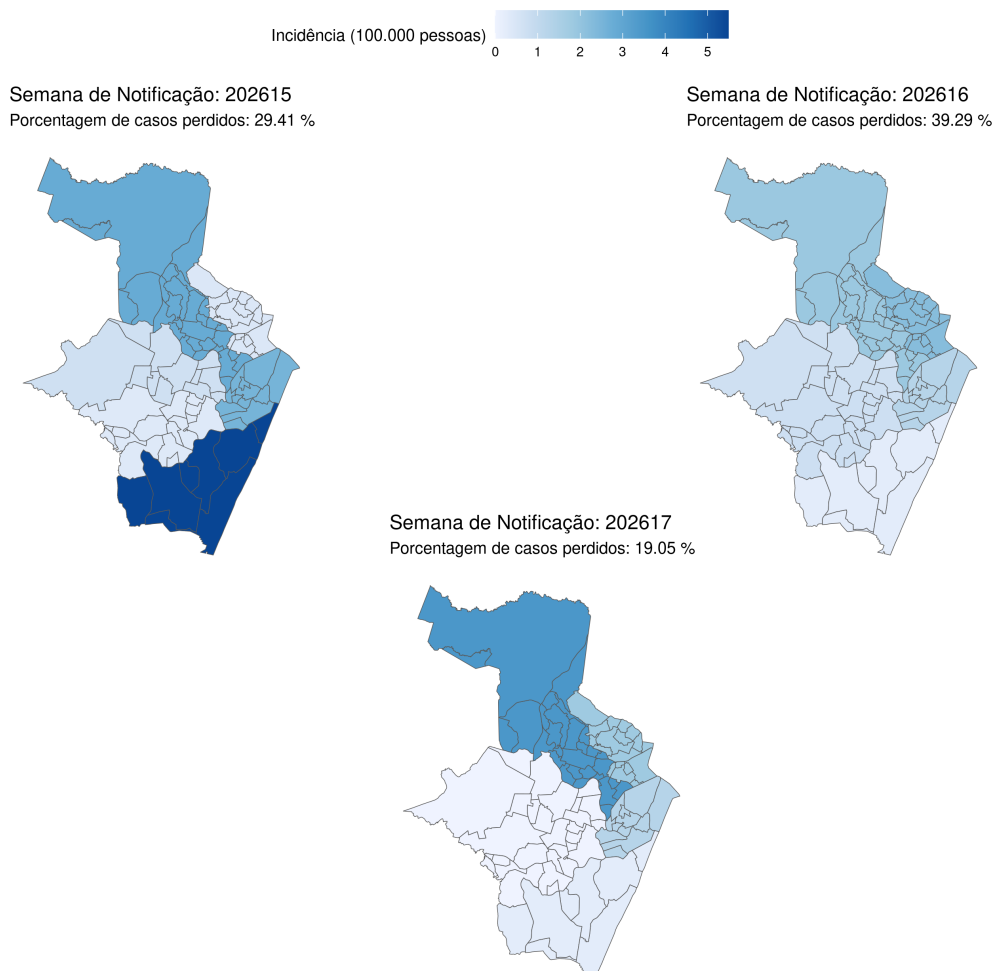 Incidência (100.000 pessoas)
0 1 2 3 4 5
Semana de Notificação: 202615
Porcentagem de casos perdidos: 29.41 %
Semana de Notificação: 202616
Porcentagem de casos perdidos: 39.29 %
Semana de Notificação: 202617
Porcentagem de casos perdidos: 19.05 %